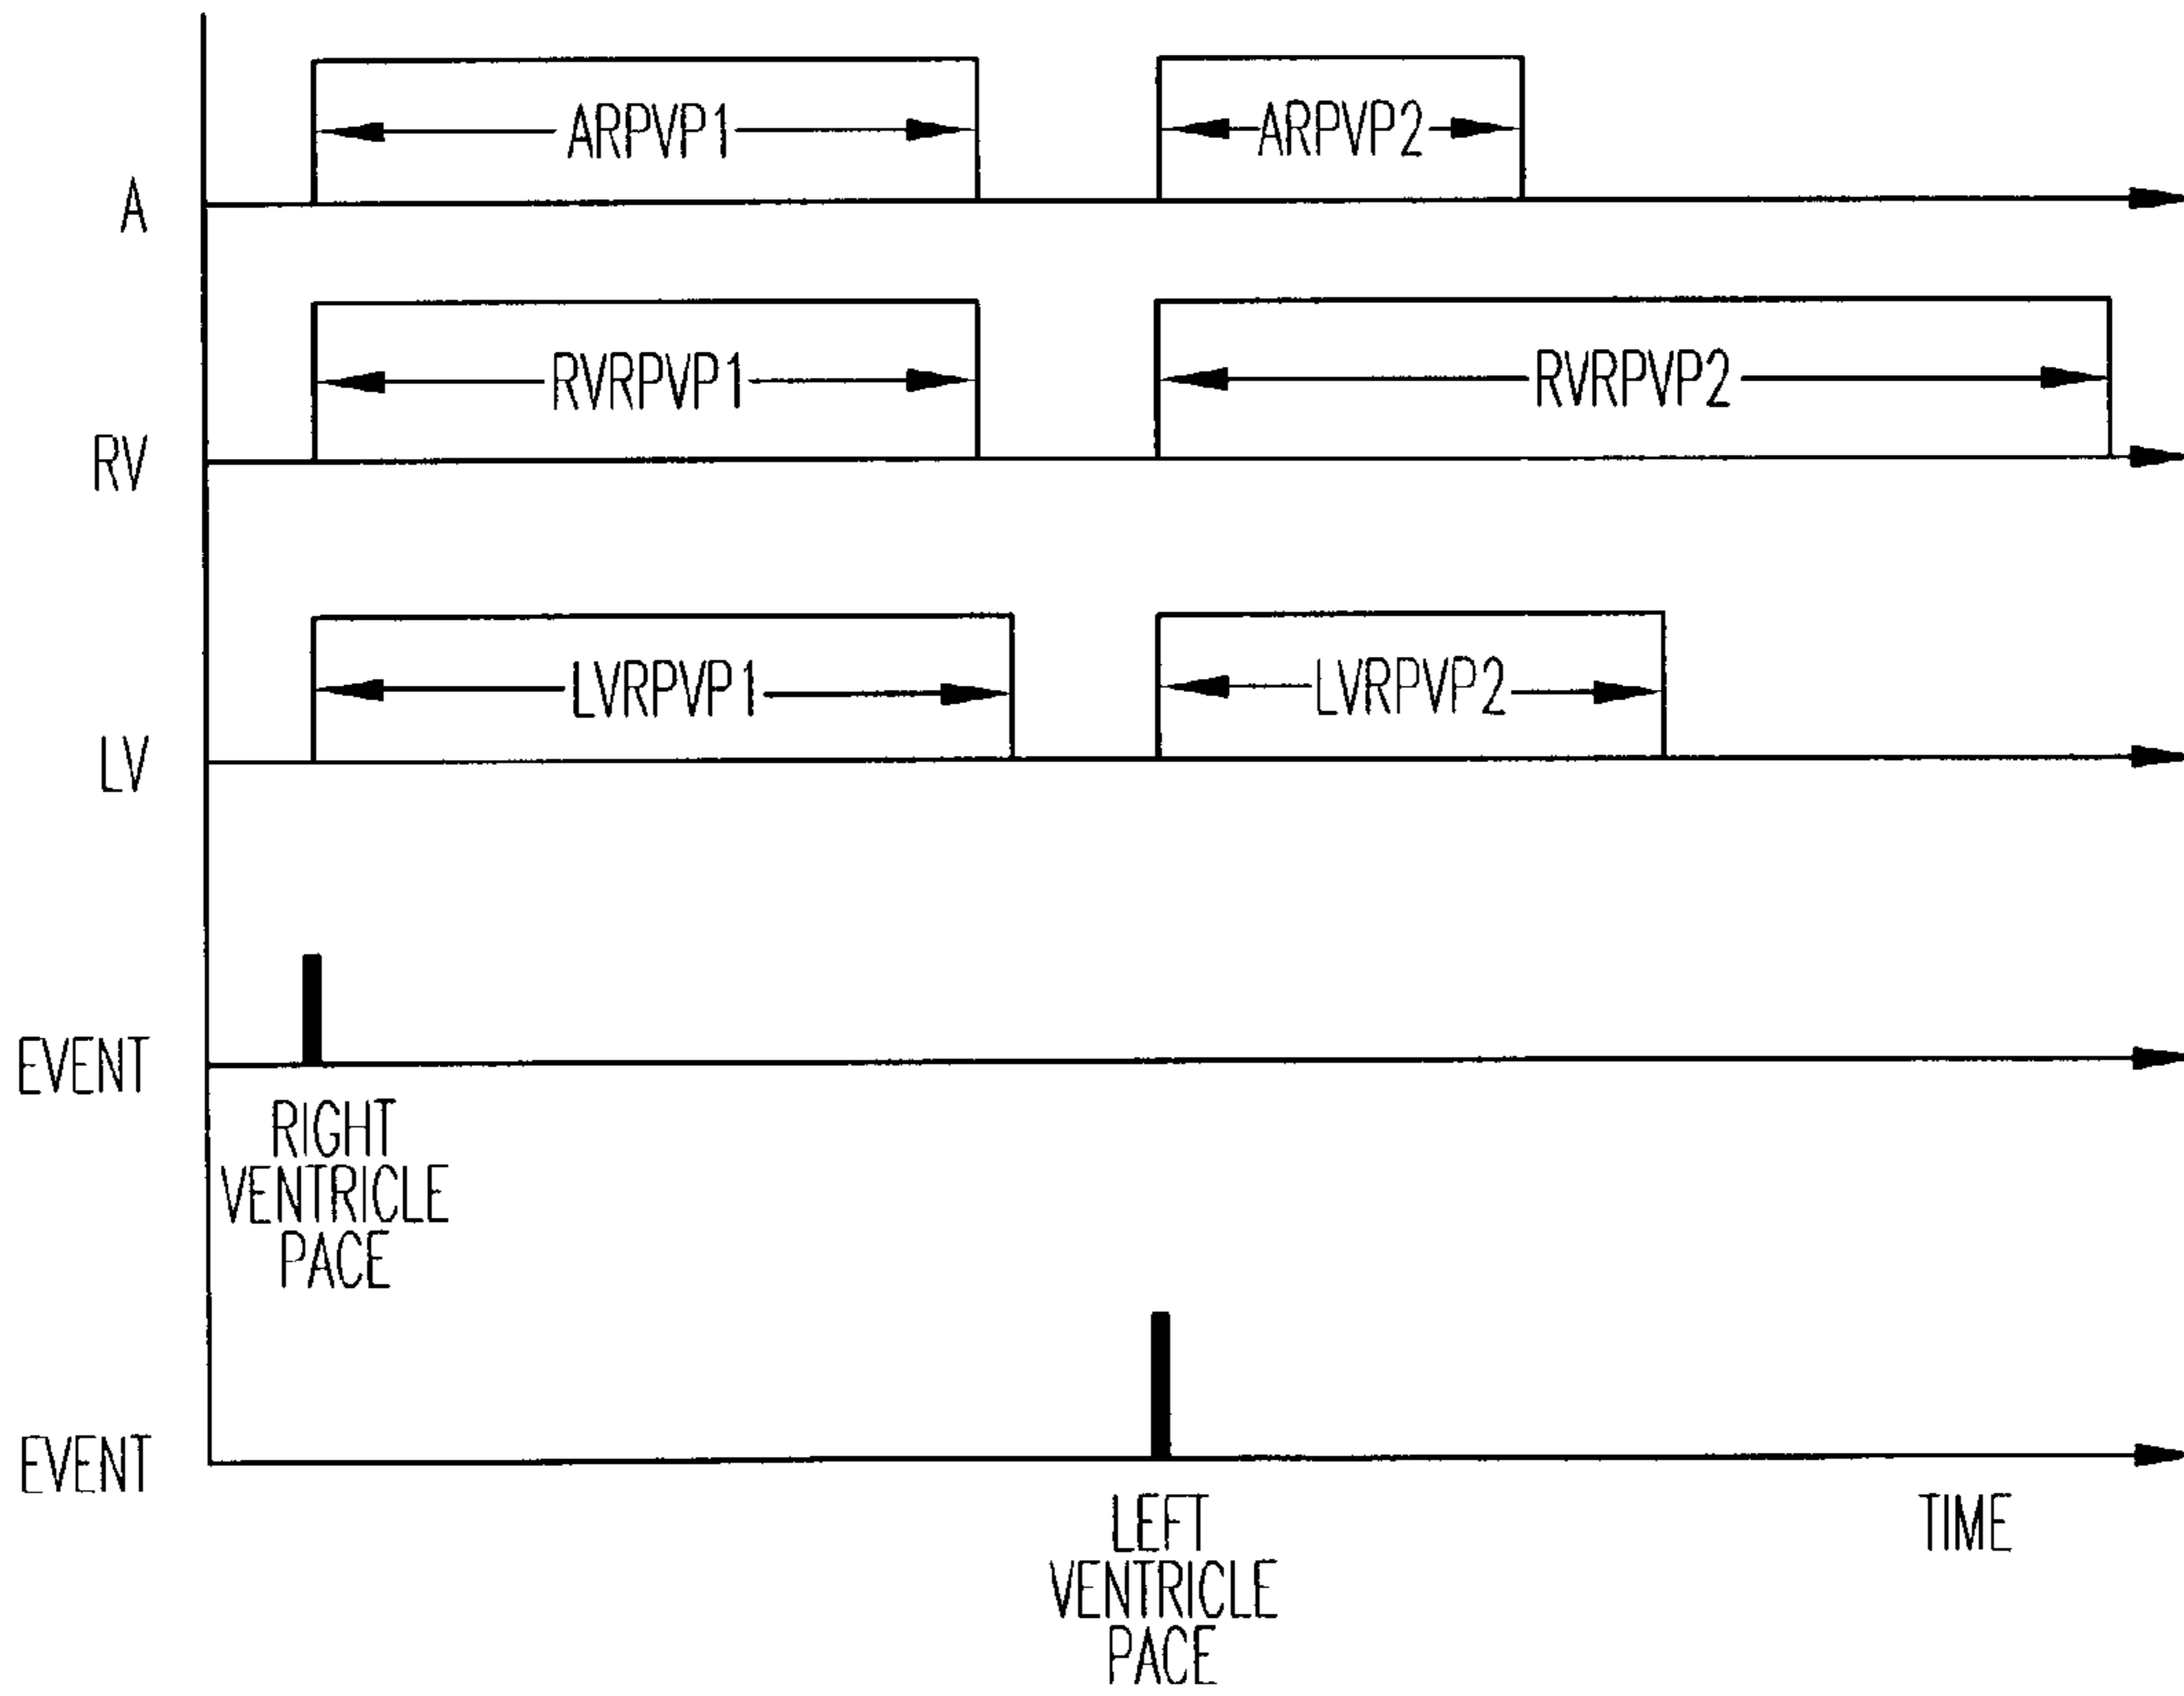 ARPVP1
ARPVP2
A
RVRPVP1
RVRPVP2
RV
LVRPVP1
LVRPVP2
LV
EVENT
RIGHT
VENTRICLE
PACE
EVENT
LEFT
VENTRICLE
PACE
TIME